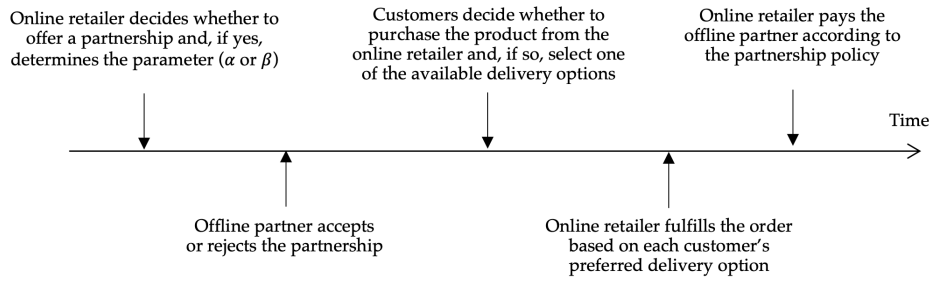 Online retailer decides whether to
offer a partnership and, if yes,
determines the parameter (α or β)
Customers decide whether to
purchase the product from the
online retailer and, if so, select one
of the available delivery options
Online retailer pays the
offline partner according to
the partnership policy
Time
Offline partner accepts
or rejects the partnership
Online retailer fulfills the order
based on each customer's
preferred delivery option